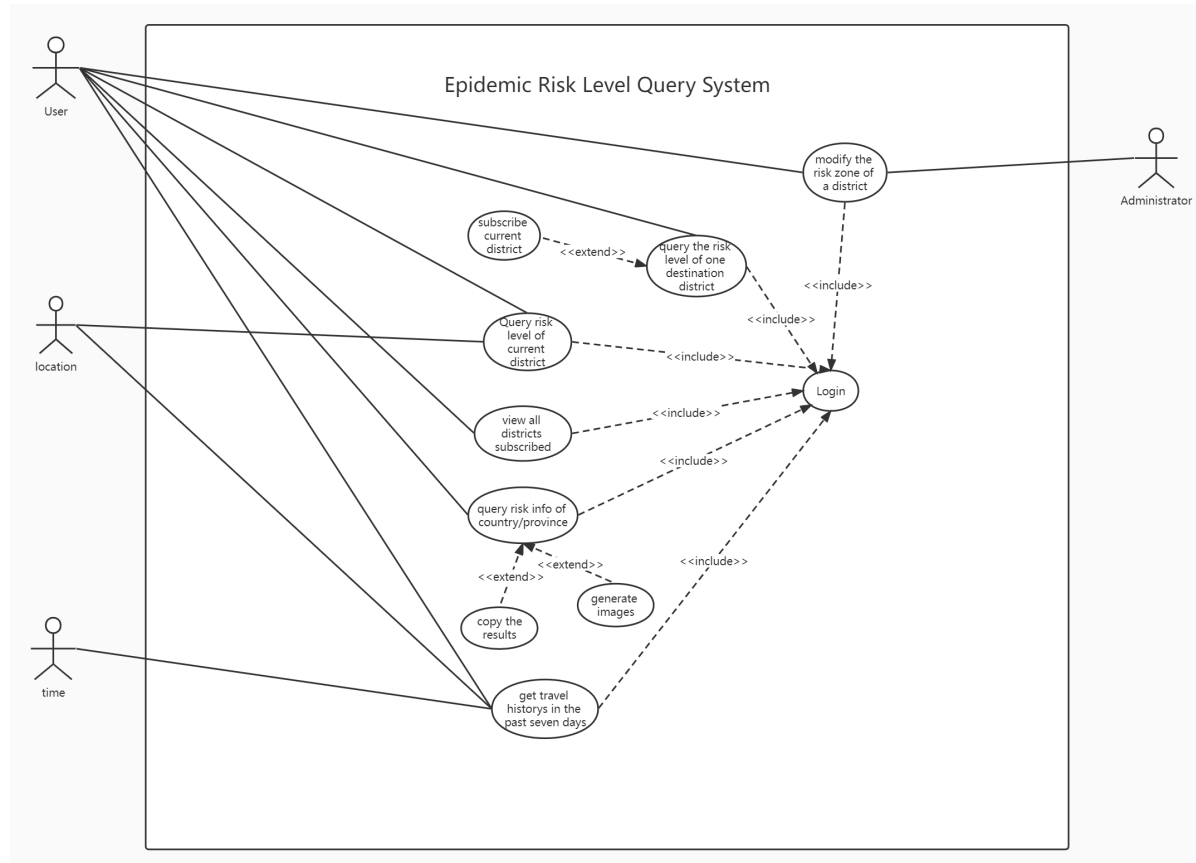 Epidemic Risk Level Query System
User
modify the
risk zone of
a district
Administrator
subscribe
current
district
<<extend>>
query the risk
level of one
destination
district
<<include>>
<<include>>
location
Query risk
level of
current
district
<<include>>
Login
view all
districts
subscribed
<<include>>
<<include>>
query risk info of
country/province
<<extend>>
<<extend>>
<<include>>
copy the
results
generate
images
time
get travel
historys in the
past seven days